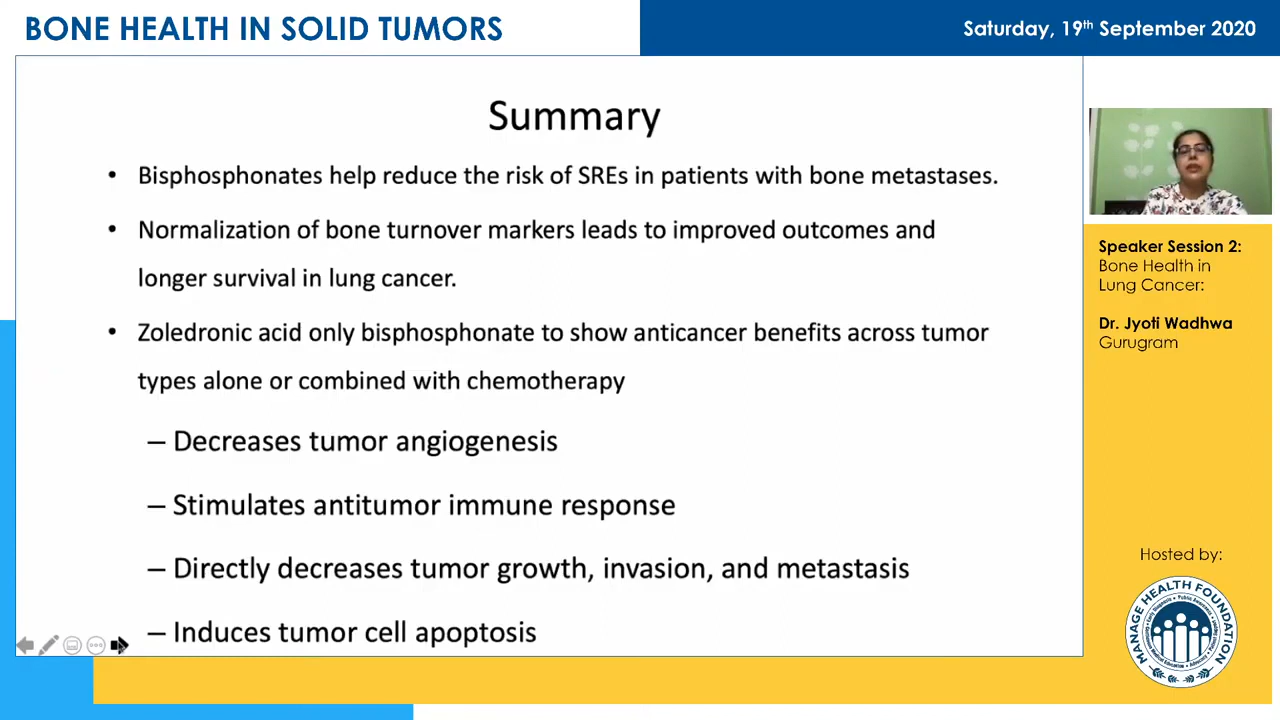 BONE HEALTH IN SOLID TUMORS
Saturday, 19th September 2020
Summary
• Bisphosphonates help reduce the risk of SREs in patients with bone metastases.
• Normalization of bone turnover markers leads to improved outcomes and
longer survival in lung cancer.
• Zoledronic acid only bisphosphonate to show anticancer benefits across tumor
types alone or combined with chemotherapy
– Decreases tumor angiogenesis
– Stimulates antitumor immune response
– Directly decreases tumor growth, invasion, and metastasis
– Induces tumor cell apoptosis
Speaker Session 2:
Bone Health in
Lung Cancer:
Dr. Jyoti Wadhwa
Gurugram
Hosted by:
MANAGE HEALTH FOUNDATION